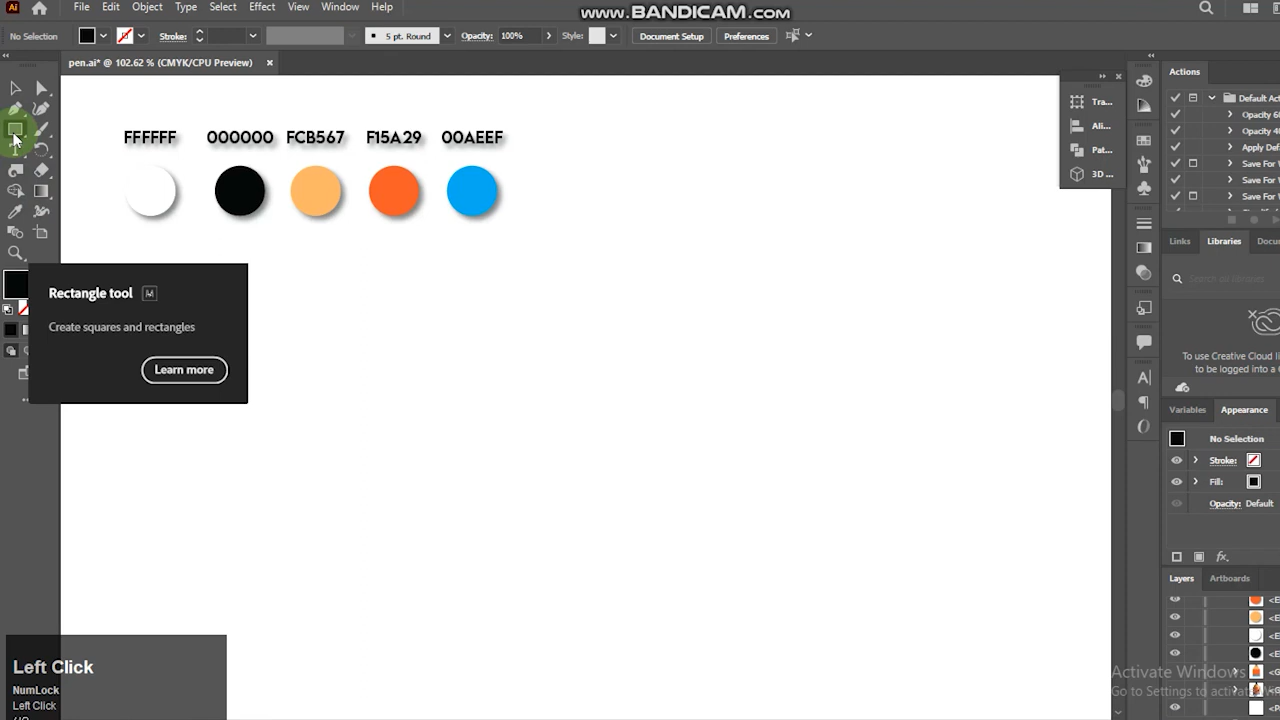 www.BANDICAM.com
Ai File Edit Object Type Select Effect View Window Help
No Selection Stroke: 5 pt. Round Opacity: 100% Style: Document Setup Preferences
pen.ai* @ 102.62 % (CMYK/CPU Preview)
FFFFFF 000000 FCB567 F15A29 00AEEF
Rectangle tool M
Create squares and rectangles
Learn more
Tra...
Ali...
Pat...
3D ...
Actions
Default Ac
Opacity 6
Opacity 4
Apply Def
Save For
Save For
Save For
Links Libraries Docu
To use Creative Cloud li
to be logged into a C
Variables Appearance
No Selection
Stroke:
Fill:
Opacity: Default
fx
Layers Artboards
<E
<E
<E
<E
<G
<G
<P
Activate Windows
Go to Settings to activate Wind
Left Click
NumLock
Left Click